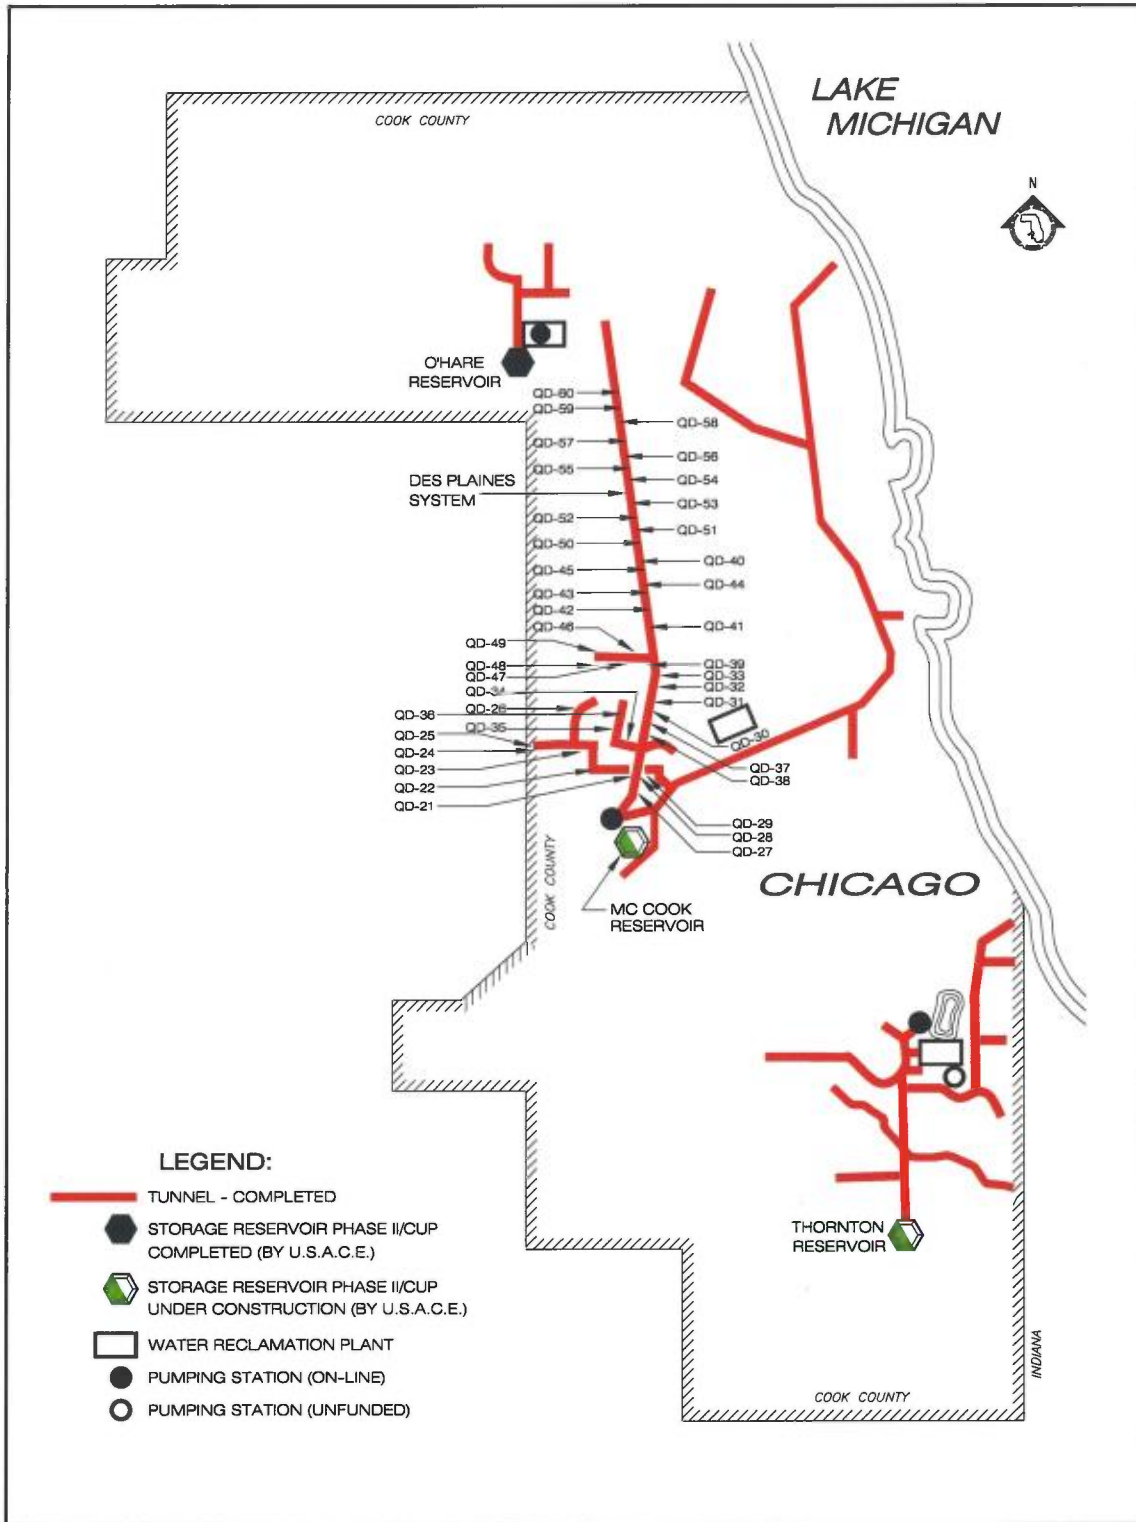 LAKE
MICHIGAN
COOK COUNTY
N
O'HARE
RESERVOIR
QD-60
QD-59
QD-58
QD-57
QD-56
QD-55
DES PLAINES
SYSTEM
QD-54
QD-53
QD-52
QD-51
QD-50
QD-40
QD-45
QD-44
QD-43
QD-42
QD-46
QD-41
QD-49
QD-48
QD-47
QD-39
QD-33
QD-32
QD-34
QD-31
QD-26
QD-36
QD-35
QD-25
QD-30
QD-24
QD-23
QD-37
QD-22
QD-38
QD-21
QD-29
QD-28
QD-27
COOK COUNTY
CHICAGO
MC COOK
RESERVOIR
THORNTON
RESERVOIR
INDIANA
COOK COUNTY
LEGEND:
TUNNEL - COMPLETED
STORAGE RESERVOIR PHASE II/CUP
COMPLETED (BY U.S.A.C.E.)
STORAGE RESERVOIR PHASE II/CUP
UNDER CONSTRUCTION (BY U.S.A.C.E.)
WATER RECLAMATION PLANT
PUMPING STATION (ON-LINE)
PUMPING STATION (UNFUNDED)